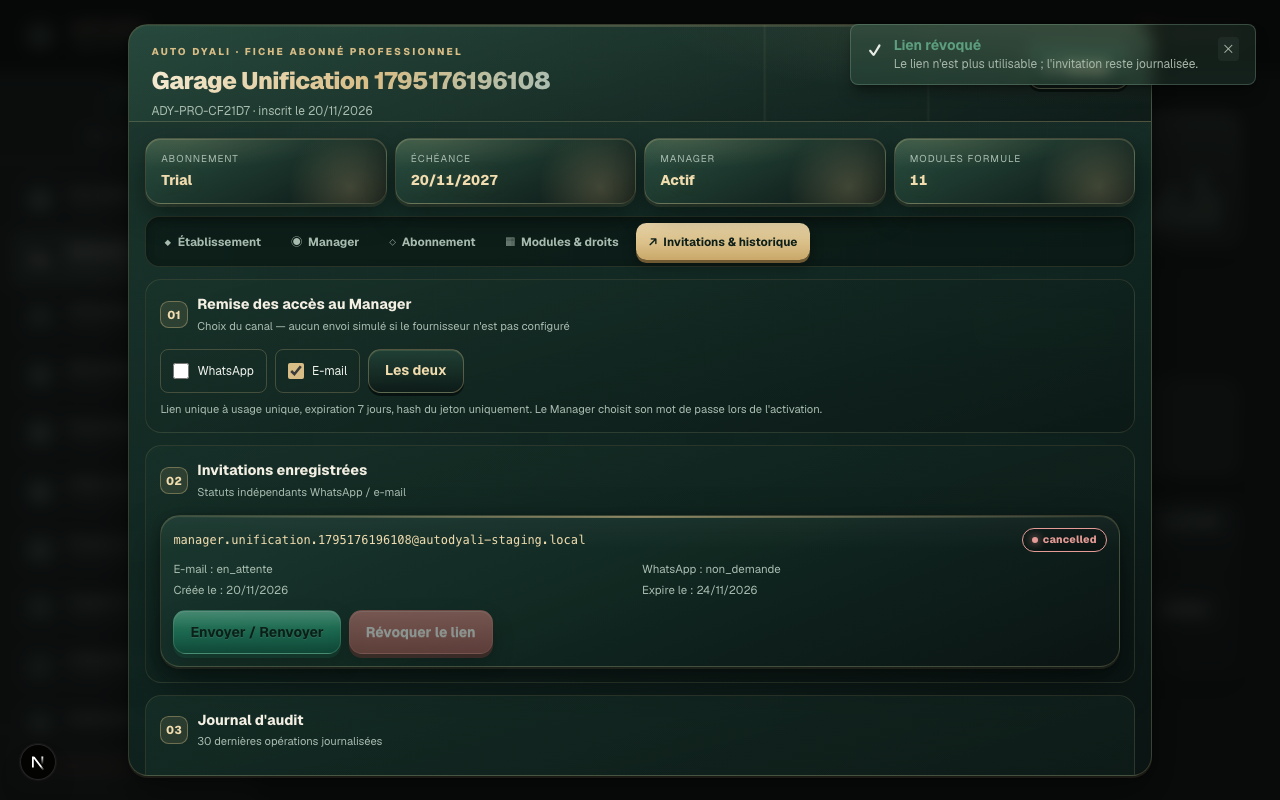 AUTO DYALI · FICHE ABONNÉ PROFESSIONNEL
Garage Unification 1795176196108
ADY-PRO-CF21D7 · inscrit le 20/11/2026
Lien révoqué
Le lien n'est plus utilisable ; l'invitation reste journalisée.
ABONNEMENT
Trial
ÉCHÉANCE
20/11/2027
MANAGER
Actif
MODULES FORMULE
11
Établissement
Manager
Abonnement
Modules & droits
Invitations & historique
01
Remise des accès au Manager
Choix du canal — aucun envoi simulé si le fournisseur n'est pas configuré
WhatsApp
E-mail
Les deux
Lien unique à usage unique, expiration 7 jours, hash du jeton uniquement. Le Manager choisit son mot de passe lors de l'activation.
02
Invitations enregistrées
Statuts indépendants WhatsApp / e-mail
manager.unification.1795176196108@autodyali-staging.local
cancelled
E-mail : en_attente
WhatsApp : non_demande
Créée le : 20/11/2026
Expire le : 24/11/2026
Envoyer / Renvoyer
Révoquer le lien
03
Journal d'audit
30 dernières opérations journalisées
N